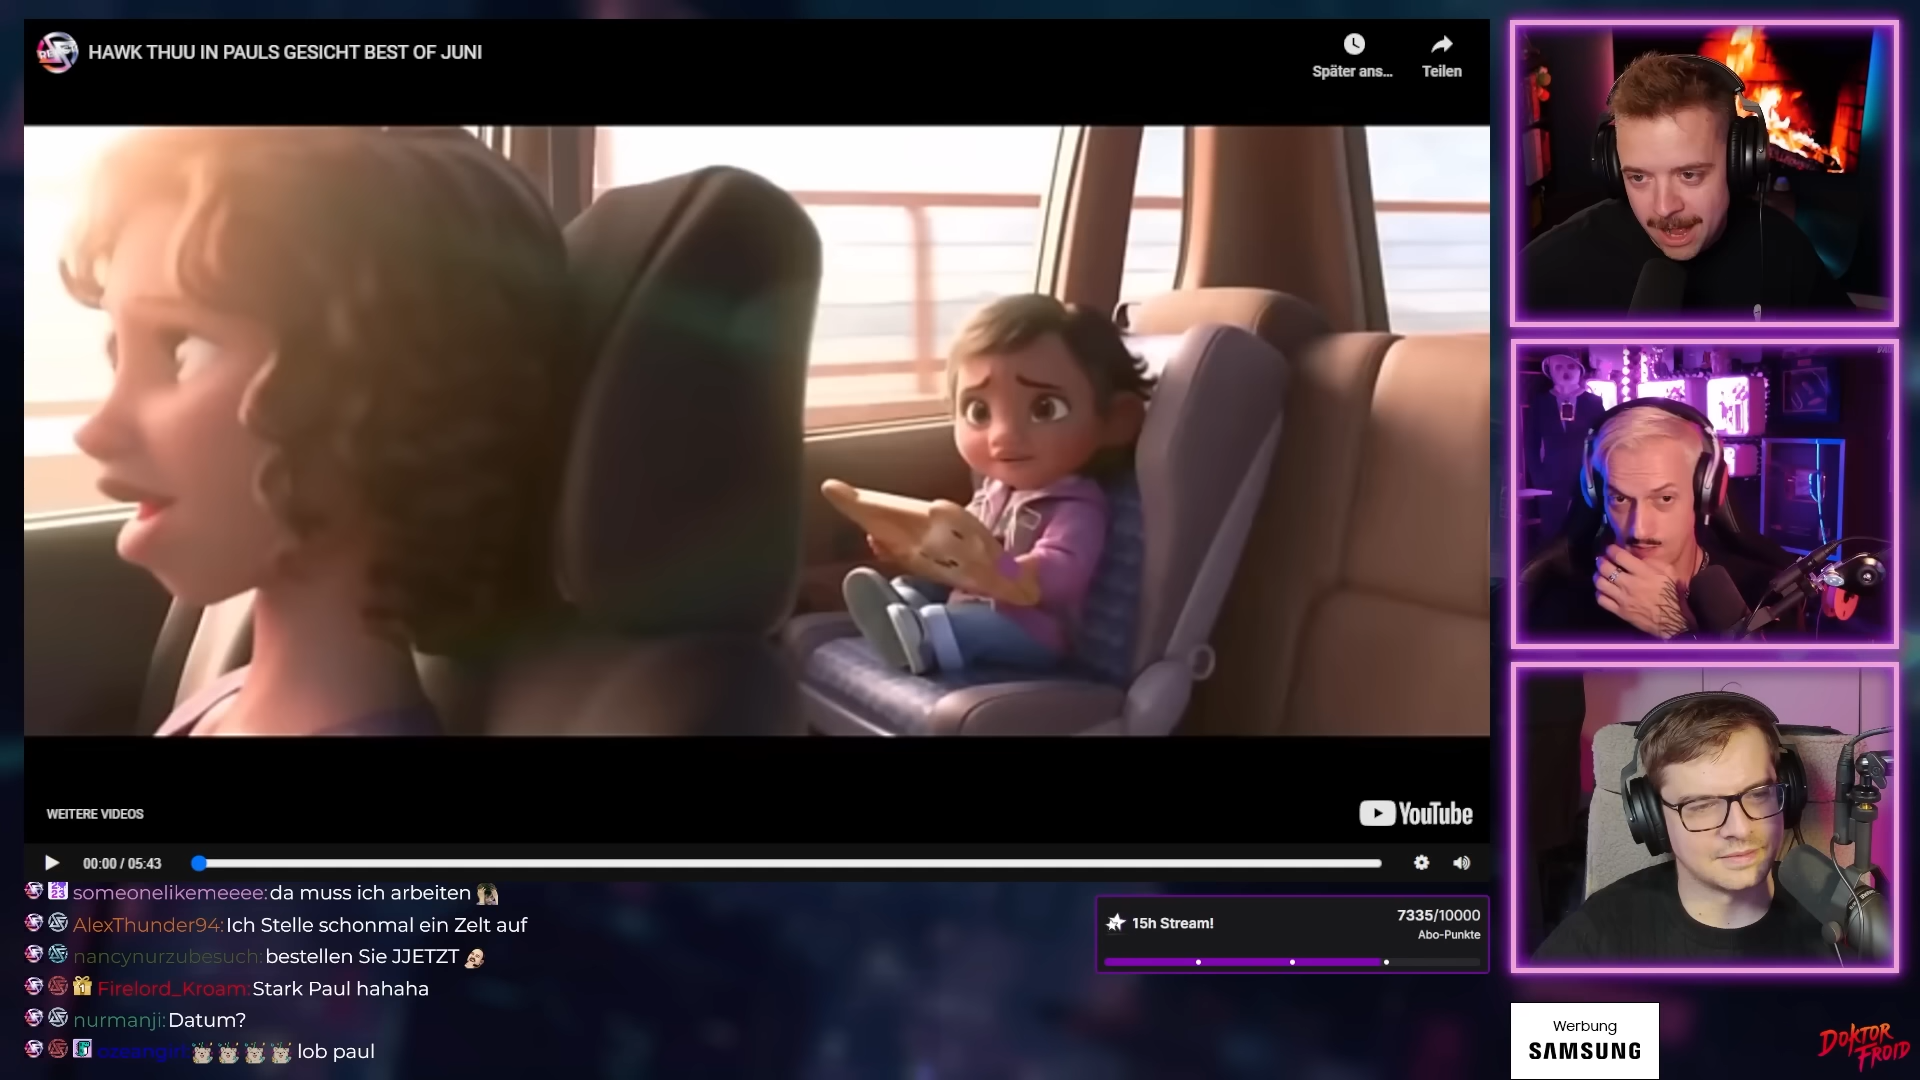 HAWK THUU IN PAULS GESICHT BEST OF JUNI
Später ans...
Teilen
WEITERE VIDEOS
YouTube
00:00 / 05:43
someonelikemeeee: da muss ich arbeiten
AlexThunder94: Ich Stelle schonmal ein Zelt auf
nancynurzubesuch: bestellen Sie JJETZT
Firelord_Kroam: Stark Paul hahaha
nurmanji: Datum?
ozeangirl: lob paul
15h Stream!
7335/10000
Abo-Punkte
Werbung
SAMSUNG
DOKTOR
FROID